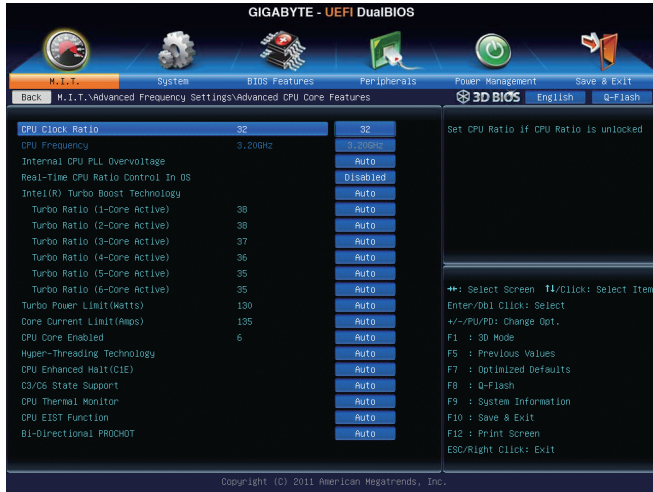 GIGABYTE - UEFI DualBIOS
M.I.T. System BIOS Features Peripherals Power Management Save & Exit
Back M.I.T.\Advanced Frequency Settings\Advanced CPU Core Features 3D BIOS English Q-Flash
CPU Clock Ratio 32 32
CPU Frequency 3.20GHz 3.20GHz
Internal CPU PLL Overvoltage Auto
Real-Time CPU Ratio Control In OS Disabled
Intel(R) Turbo Boost Technology Auto
Turbo Ratio (1-Core Active) 38 Auto
Turbo Ratio (2-Core Active) 38 Auto
Turbo Ratio (3-Core Active) 37 Auto
Turbo Ratio (4-Core Active) 36 Auto
Turbo Ratio (5-Core Active) 35 Auto
Turbo Ratio (6-Core Active) 35 Auto
Turbo Power Limit(Watts) 130 Auto
Core Current Limit(Amps) 135 Auto
CPU Core Enabled 6 Auto
Hyper-Threading Technology Auto
CPU Enhanced Halt(C1E) Auto
C3/C6 State Support Auto
CPU Thermal Monitor Auto
CPU EIST Function Auto
Bi-Directional PROCHOT Auto
Set CPU Ratio if CPU Ratio is unlocked
→←: Select Screen ↑↓/Click: Select Item
Enter/Dbl Click: Select
+/-/PU/PD: Change Opt.
F1 : 3D Mode
F5 : Previous Values
F7 : Optimized Defaults
F8 : Q-Flash
F9 : System Information
F10 : Save & Exit
F12 : Print Screen
ESC/Right Click: Exit
Copyright (C) 2011 American Megatrends, Inc.